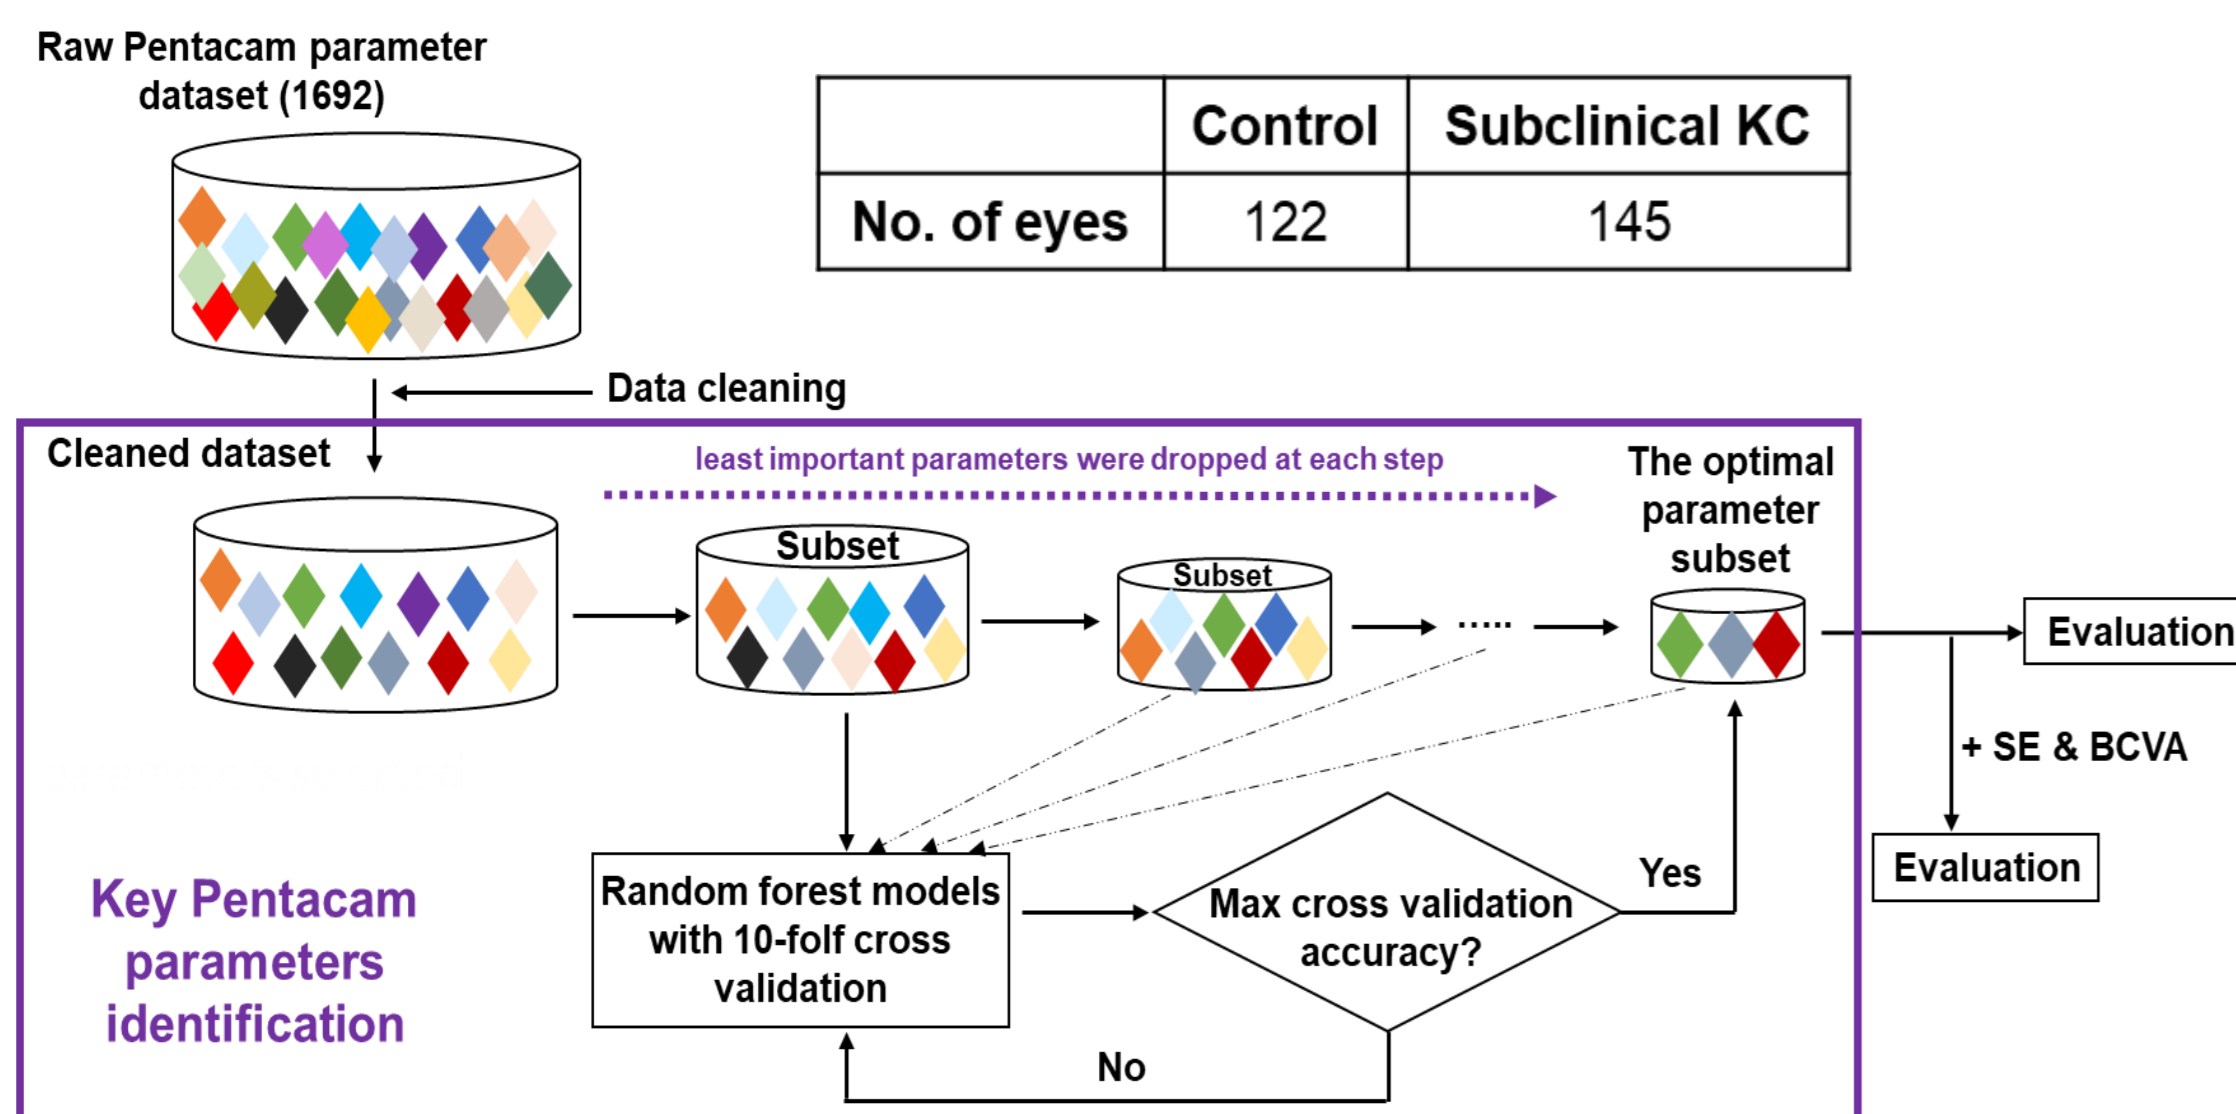 Raw Pentacam parameter
dataset (1692)
Control
Subclinical KC
No. of eyes
122
145
Data cleaning
Cleaned dataset
least important parameters were dropped at each step
The optimal
parameter
subset
Subset
Subset
.....
Evaluation
+ SE & BCVA
Evaluation
Key Pentacam
parameters
identification
Random forest models
with 10-folf cross
validation
Max cross validation
accuracy?
Yes
No